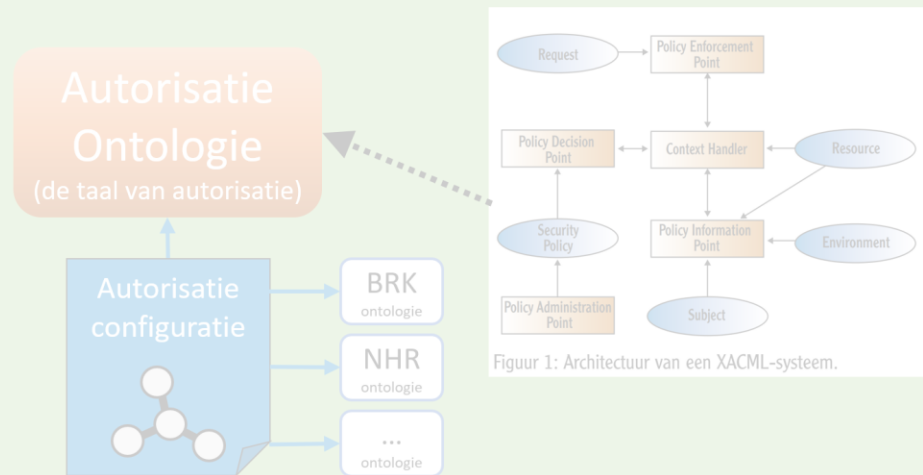 Autorisatie
Ontologie
(de taal van autorisatie)
Autorisatie
configuratie
BRK
ontologie
NHR
ontologie
...
ontologie
Request
Policy Enforcement
Point
Policy Decision
Point
Context Handler
Resource
Security
Policy
Policy Information
Point
Environment
Policy Administration
Point
Subject
Figuur 1: Architectuur van een XACML-systeem.